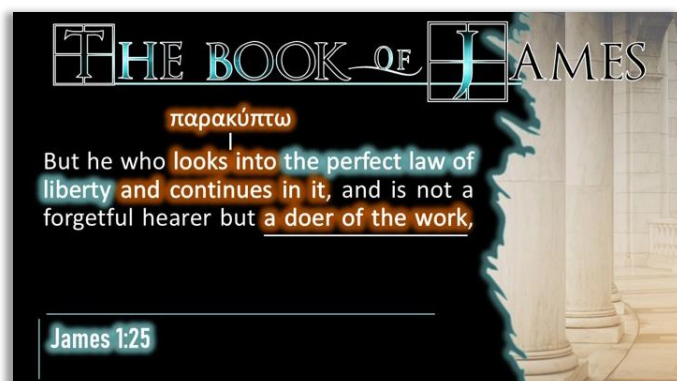 THE BOOK OF JAMES
παρακύπτω
But he who looks into the perfect law of
liberty and continues in it, and is not a
forgetful hearer but a doer of the work,
James 1:25